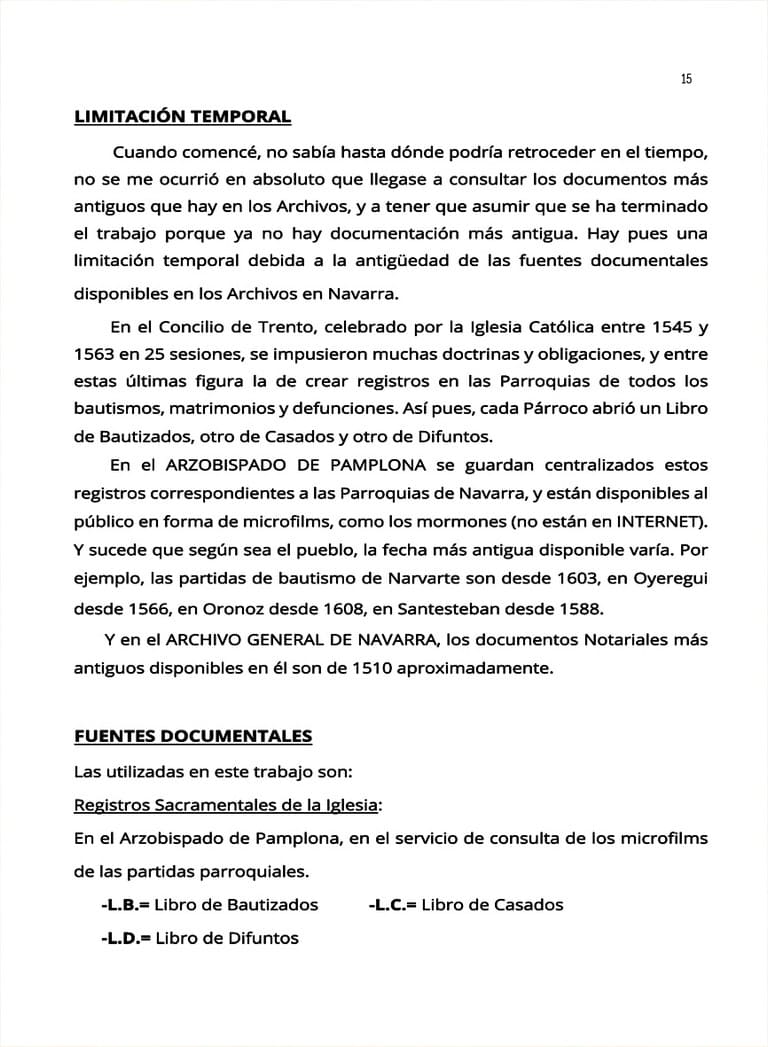 15
LIMITACIÓN TEMPORAL
Cuando comencé, no sabía hasta dónde podría retroceder en el tiempo,
no se me ocurrió en absoluto que llegase a consultar los documentos más
antiguos que hay en los Archivos, y a tener que asumir que se ha terminado
el trabajo porque ya no hay documentación más antigua. Hay pues una
limitación temporal debida a la antigüedad de las fuentes documentales
disponibles en los Archivos en Navarra.
En el Concilio de Trento, celebrado por la Iglesia Católica entre 1545 y
1563 en 25 sesiones, se impusieron muchas doctrinas y obligaciones, y entre
estas últimas figura la de crear registros en las Parroquias de todos los
bautismos, matrimonios y defunciones. Así pues, cada Párroco abrió un Libro
de Bautizados, otro de Casados y otro de Difuntos.
En el ARZOBISPADO DE PAMPLONA se guardan centralizados estos
registros correspondientes a las Parroquias de Navarra, y están disponibles al
público en forma de microfilms, como los mormones (no están en INTERNET).
Y sucede que según sea el pueblo, la fecha más antigua disponible varía. Por
ejemplo, las partidas de bautismo de Narvarte son desde 1603, en Oyeregui
desde 1566, en Oronoz desde 1608, en Santesteban desde 1588.
Y en el ARCHIVO GENERAL DE NAVARRA, los documentos Notariales más
antiguos disponibles en él son de 1510 aproximadamente.
FUENTES DOCUMENTALES
Las utilizadas en este trabajo son:
Registros Sacramentales de la Iglesia:
En el Arzobispado de Pamplona, en el servicio de consulta de los microfilms
de las partidas parroquiales.
-L.B.= Libro de Bautizados -L.C.= Libro de Casados
-L.D.= Libro de Difuntos